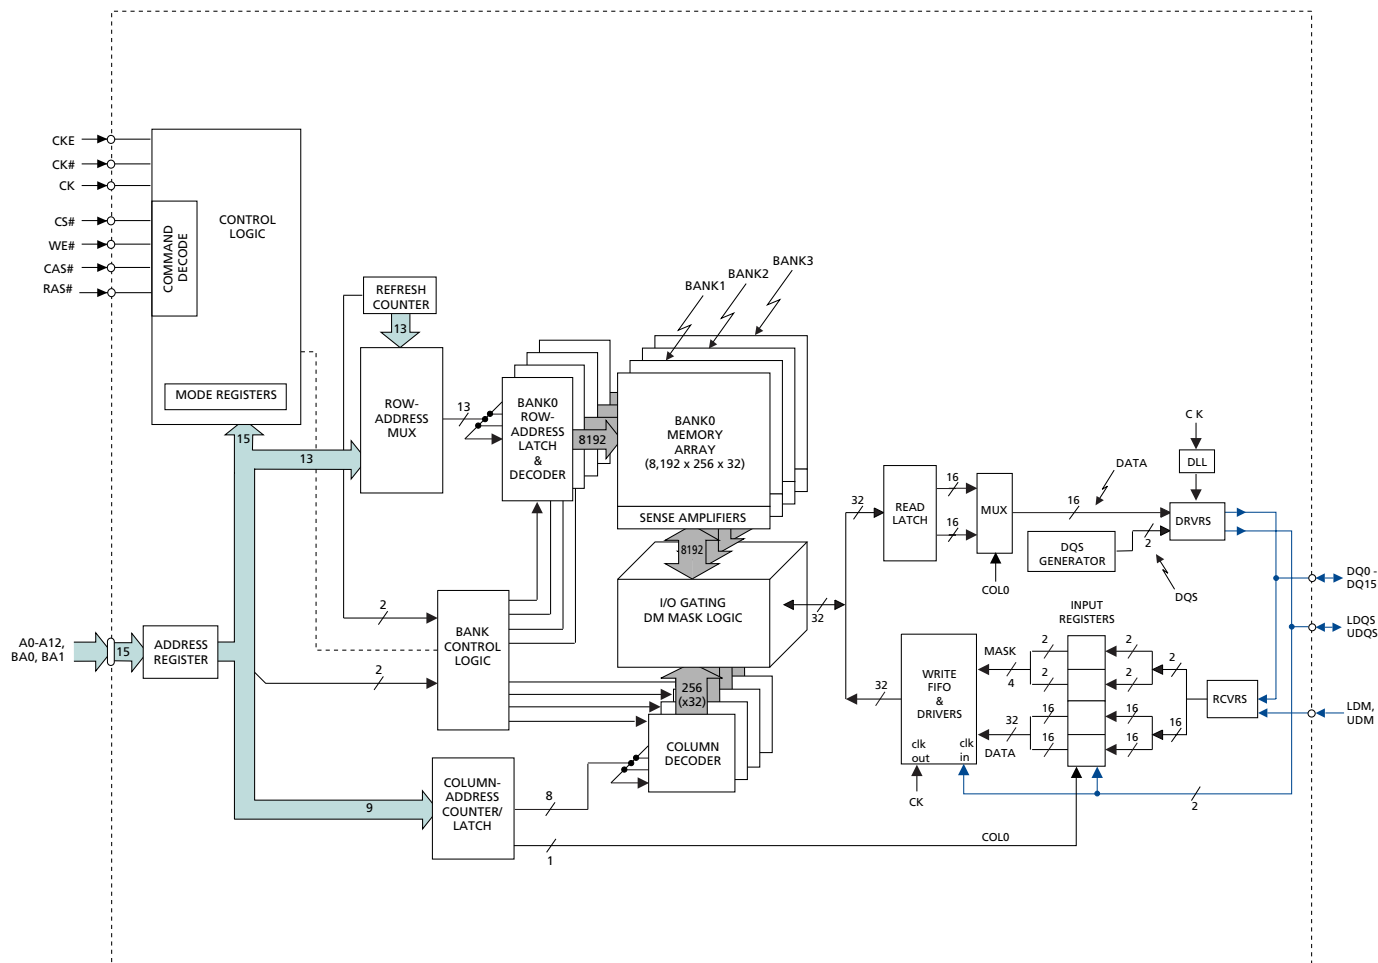 CKE
CK#
CK
CS#
WE#
CAS#
RAS#
COMMAND
DECODE
CONTROL
LOGIC
MODE REGISTERS
15
REFRESH
COUNTER
13
13
ROW-
ADDRESS
MUX
13
BANK0
ROW-
ADDRESS
LATCH
&
DECODER
8192
BANK1
BANK2
BANK3
BANK0
MEMORY
ARRAY
(8,192 x 256 x 32)
SENSE AMPLIFIERS
8192
I/O GATING
DM MASK LOGIC
A0-A12,
BA0, BA1
15
ADDRESS
REGISTER
2
2
BANK
CONTROL
LOGIC
256
(x32)
COLUMN
DECODER
9
COLUMN-
ADDRESS
COUNTER/
LATCH
8
1
COL0
32
32
READ
LATCH
16
16
MUX
COL0
16
DATA
C K
DLL
DRVRS
DQS
GENERATOR
2
DQS
DQ0 -
DQ15
LDQS
UDQS
LDM,
UDM
32
WRITE
FIFO
&
DRIVERS
clk
out
clk
in
CK
MASK
4
32
DATA
INPUT
REGISTERS
2
2
16
16
2
2
16
16
2
16
RCVRS
2